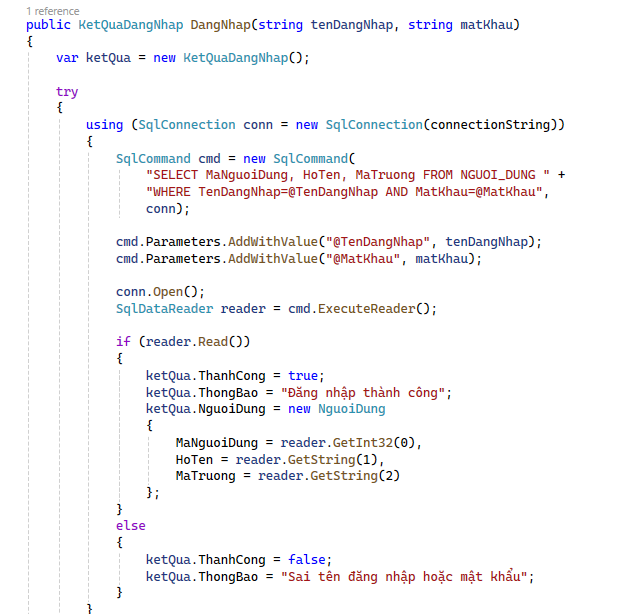 1 reference
public KetQuaDangNhap DangNhap(string tenDangNhap, string matKhau)
{
var ketQua = new KetQuaDangNhap();
try
{
using (SqlConnection conn = new SqlConnection(connectionString))
{
SqlCommand cmd = new SqlCommand(
"SELECT MaNguoiDung, HoTen, MaTruong FROM NGUOI_DUNG " +
"WHERE TenDangNhap=@TenDangNhap AND MatKhau=@MatKhau",
conn);
cmd.Parameters.AddWithValue("@TenDangNhap", tenDangNhap);
cmd.Parameters.AddWithValue("@MatKhau", matKhau);
conn.Open();
SqlDataReader reader = cmd.ExecuteReader();
if (reader.Read())
{
ketQua.ThanhCong = true;
ketQua.ThongBao = "Đăng nhập thành công";
ketQua.NguoiDung = new NguoiDung
{
MaNguoiDung = reader.GetInt32(0),
HoTen = reader.GetString(1),
MaTruong = reader.GetString(2)
};
}
else
{
ketQua.ThanhCong = false;
ketQua.ThongBao = "Sai tên đăng nhập hoặc mật khẩu";
}
}